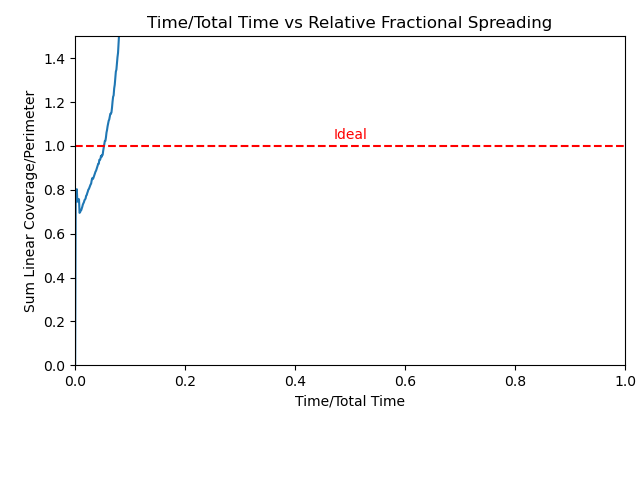 Time/Total Time vs Relative Fractional Spreading
1.4
1.2
1.0
0.8
0.6
0.4
0.2
0.0
Sum Linear Coverage/Perimeter
Ideal
0.0 0.2 0.4 0.6 0.8 1.0
Time/Total Time